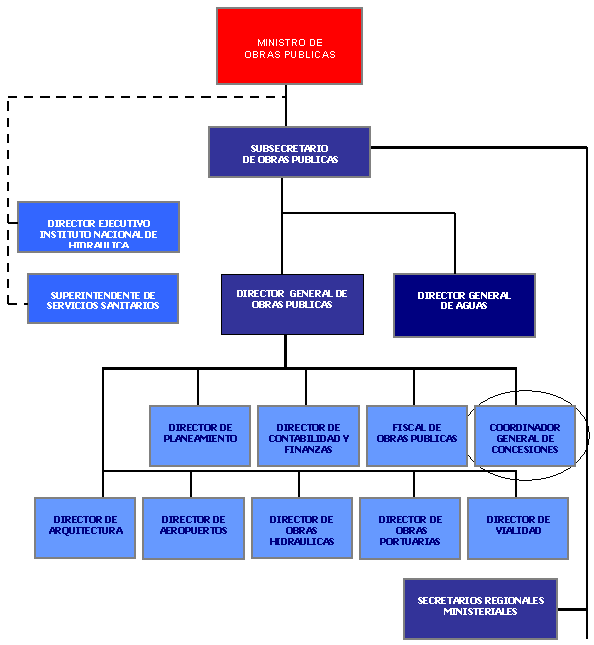 MINISTRO DE
OBRAS PUBLICAS
SUBSECRETARIO
DE OBRAS PUBLICAS
DIRECTOR EJECUTIVO
INSTITUTO NACIONAL DE
HIDRAULICA
SUPERINTENDENTE DE
SERVICIOS SANITARIOS
DIRECTOR GENERAL DE
OBRAS PUBLICAS
DIRECTOR GENERAL
DE AGUAS
DIRECTOR DE
PLANEAMIENTO
DIRECTOR DE
CONTABILIDAD Y
FINANZAS
FISCAL DE
OBRAS PUBLICAS
COORDINADOR
GENERAL DE
CONCESIONES
DIRECTOR DE
ARQUITECTURA
DIRECTOR DE
AEROPUERTOS
DIRECTOR DE
OBRAS
HIDRAULICAS
DIRECTOR DE
OBRAS
PORTUARIAS
DIRECTOR DE
VIALIDAD
SECRETARIOS REGIONALES
MINISTERIALES